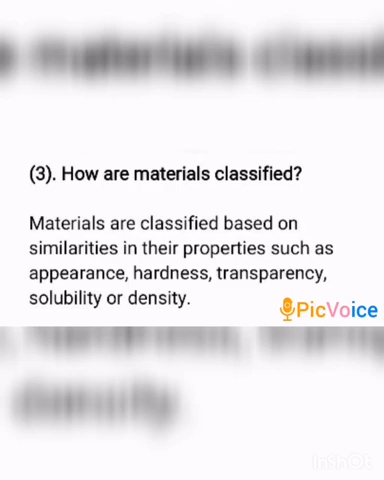 (3). How are materials classified?
Materials are classified based on
similarities in their properties such as
appearance, hardness, transparency,
solubility or density.
PicVoice
InShOt